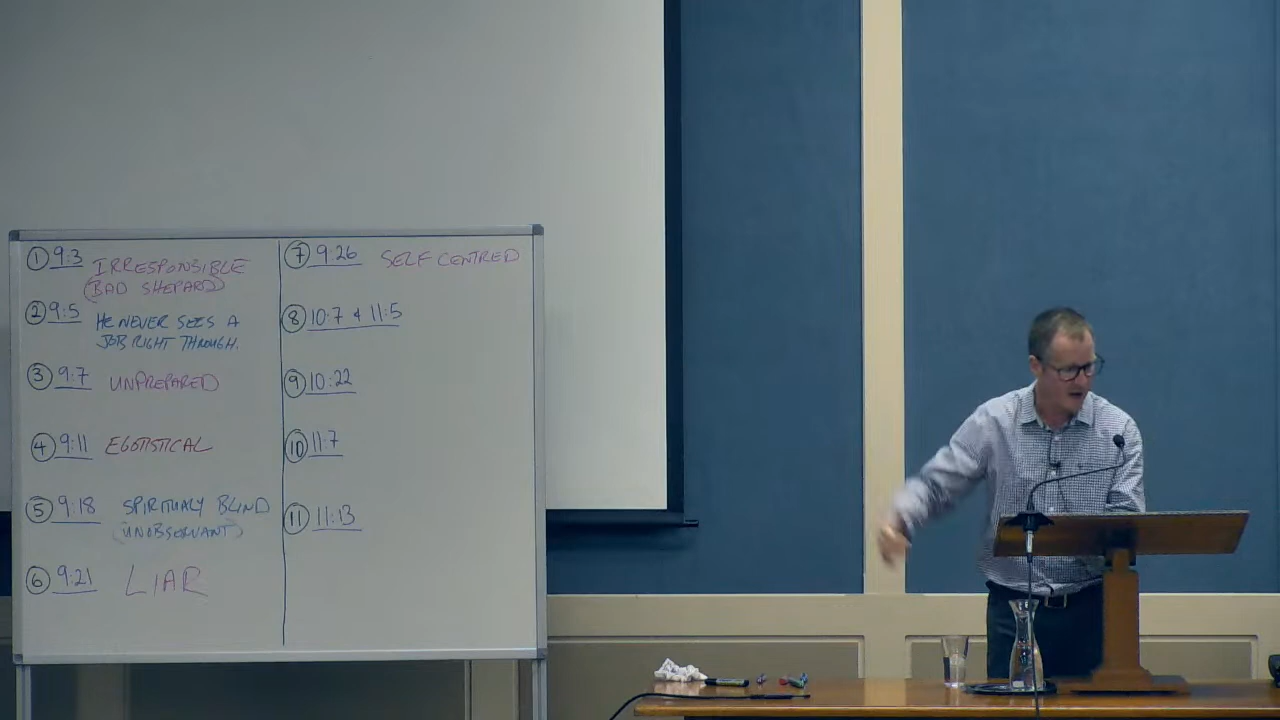 ① 9:3 IRRESPONSIBLE
(BAD SHEPARD)
② 9:5 HE NEVER SEES A
JOB RIGHT THROUGH.
③ 9:7 UNPREPARED
④ 9:11 EGOTISTICAL
⑤ 9:18 SPIRITUALY BLIND
(UNOBSERVANT)
⑥ 9:21 LIAR
⑦ 9:26 SELF CENTRED
⑧ 10:7 & 11:5
⑨ 10:22
⑩ 11:7
⑪ 11:13